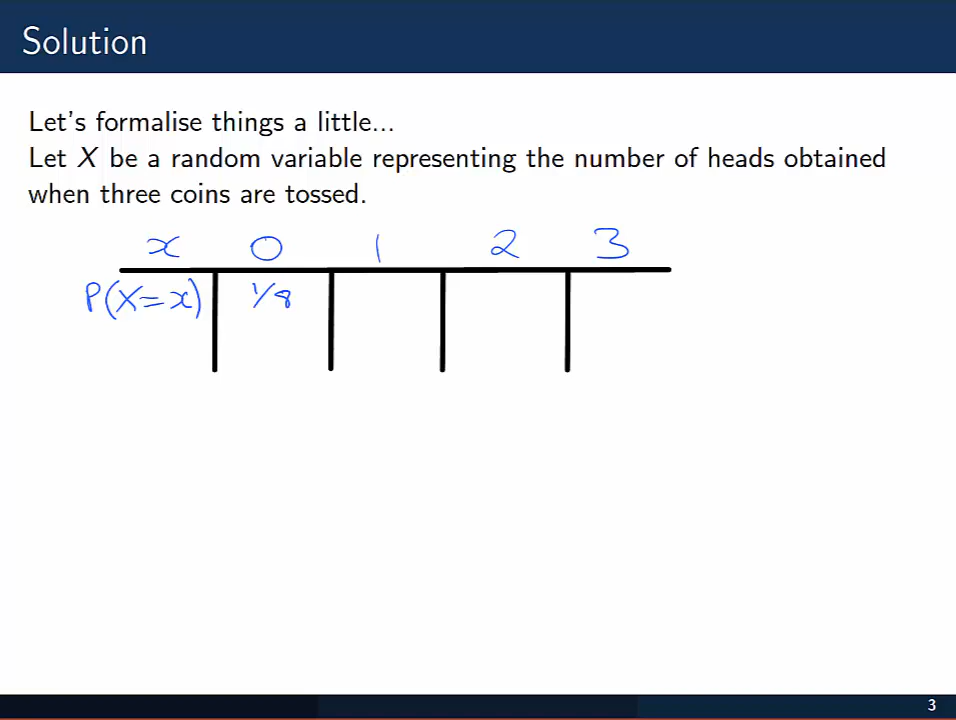 Solution
Let's formalise things a little...
Let X be a random variable representing the number of heads obtained
when three coins are tossed.
x 0 1 2 3
P(X=x) 1/8
3